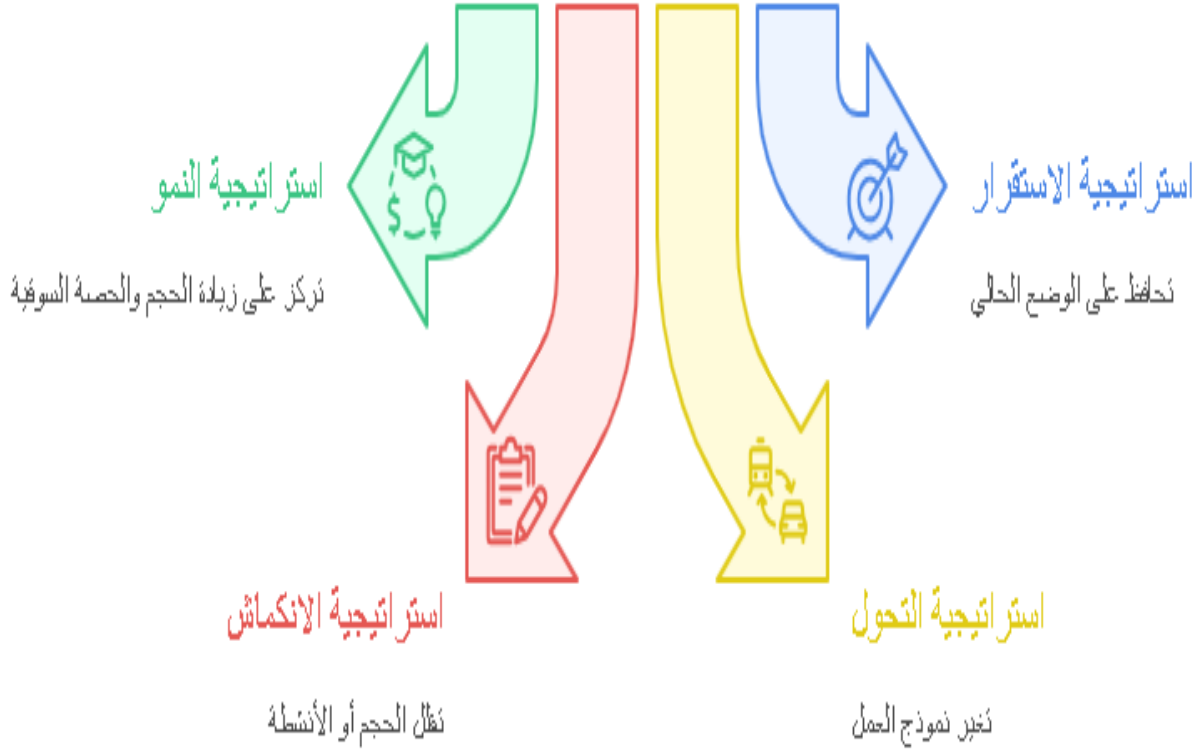 استراتيجية الاستقرار
تحافظ على الوضع الحالي
استراتيجية النمو
تركز على زيادة الحجم والحصة السوقية
استراتيجية التحول
تغير نموذج العمل
استراتيجية الانكماش
تقلل الحجم أو الأنشطة